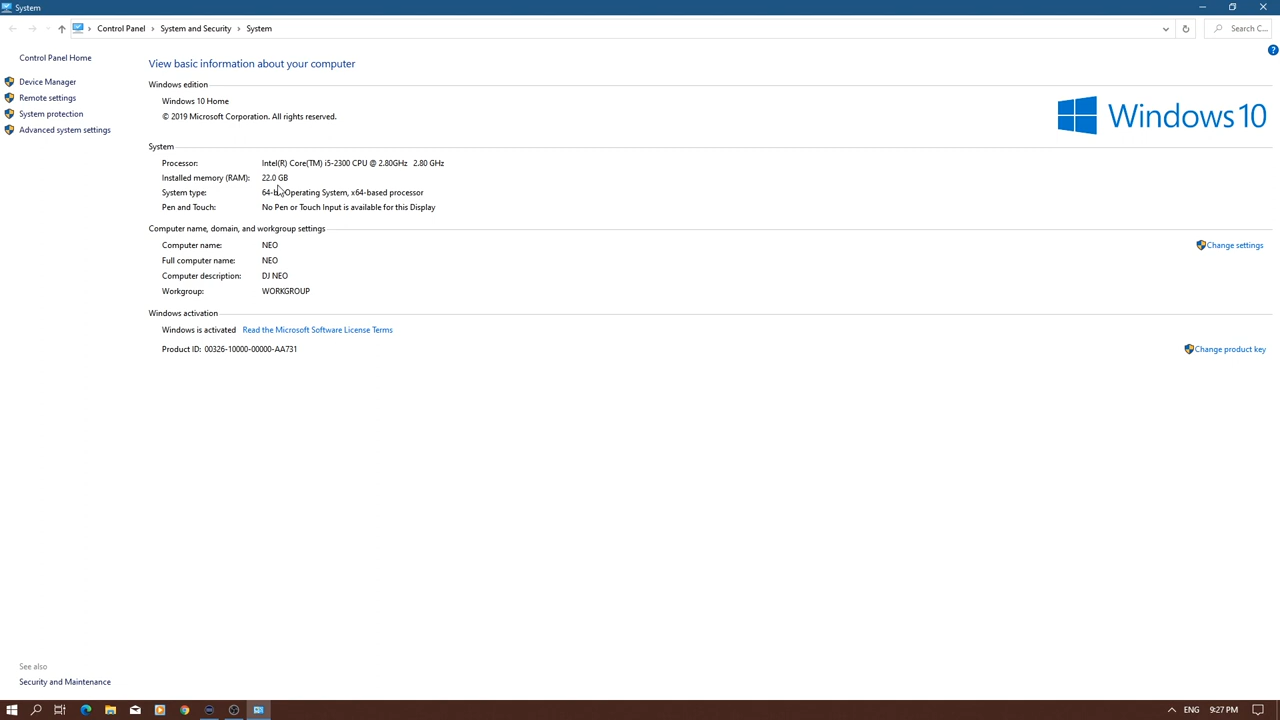 System
Control Panel > System and Security > System
Search C...
Control Panel Home
Device Manager
Remote settings
System protection
Advanced system settings
View basic information about your computer
Windows edition
Windows 10 Home
© 2019 Microsoft Corporation. All rights reserved.
Windows 10
System
Processor: Intel(R) Core(TM) i5-2300 CPU @ 2.80GHz 2.80 GHz
Installed memory (RAM): 22.0 GB
System type: Operating System, x64-based processor
Pen and Touch: No Pen or Touch Input is available for this Display
Computer name, domain, and workgroup settings
Computer name: NEO
Change settings
Full computer name: NEO
Computer description: DJ NEO
Workgroup: WORKGROUP
Windows activation
Windows is activated Read the Microsoft Software License Terms
Product ID: 00326-10000-00000-AA731
Change product key
See also
Security and Maintenance
ENG 9:27 PM